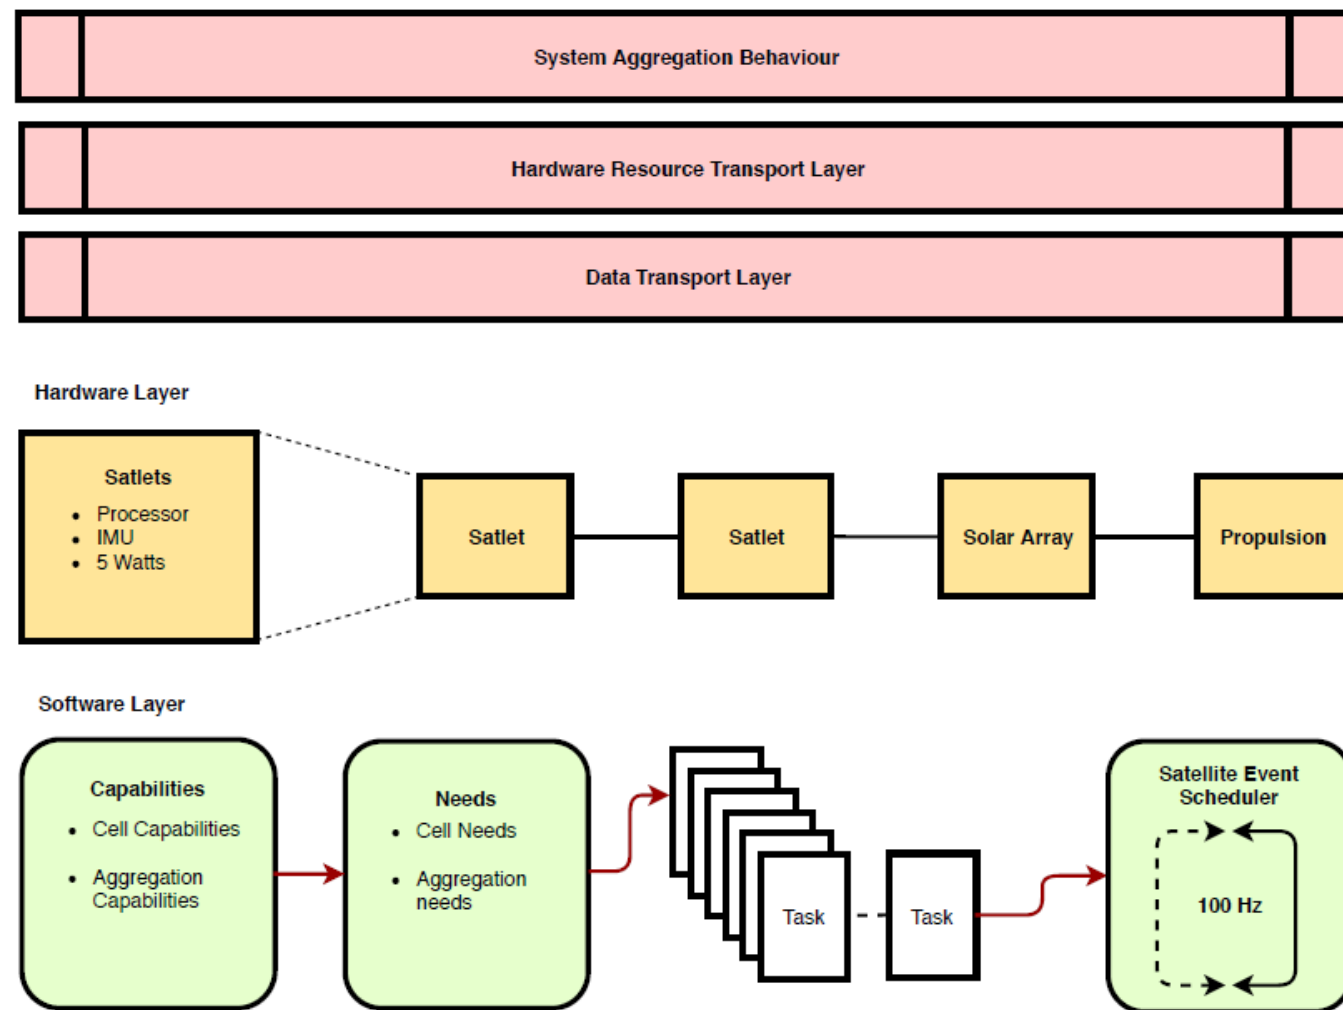 System Aggregation Behaviour
Hardware Resource Transport Layer
Data Transport Layer
Hardware Layer
Satlets
• Processor
• IMU
• 5 Watts
Satlet
Satlet
Solar Array
Propulsion
Software Layer
Capabilities
• Cell Capabilities
• Aggregation
Capabilities
Needs
• Cell Needs
• Aggregation
needs
Task
Task
Satellite Event
Scheduler
100 Hz